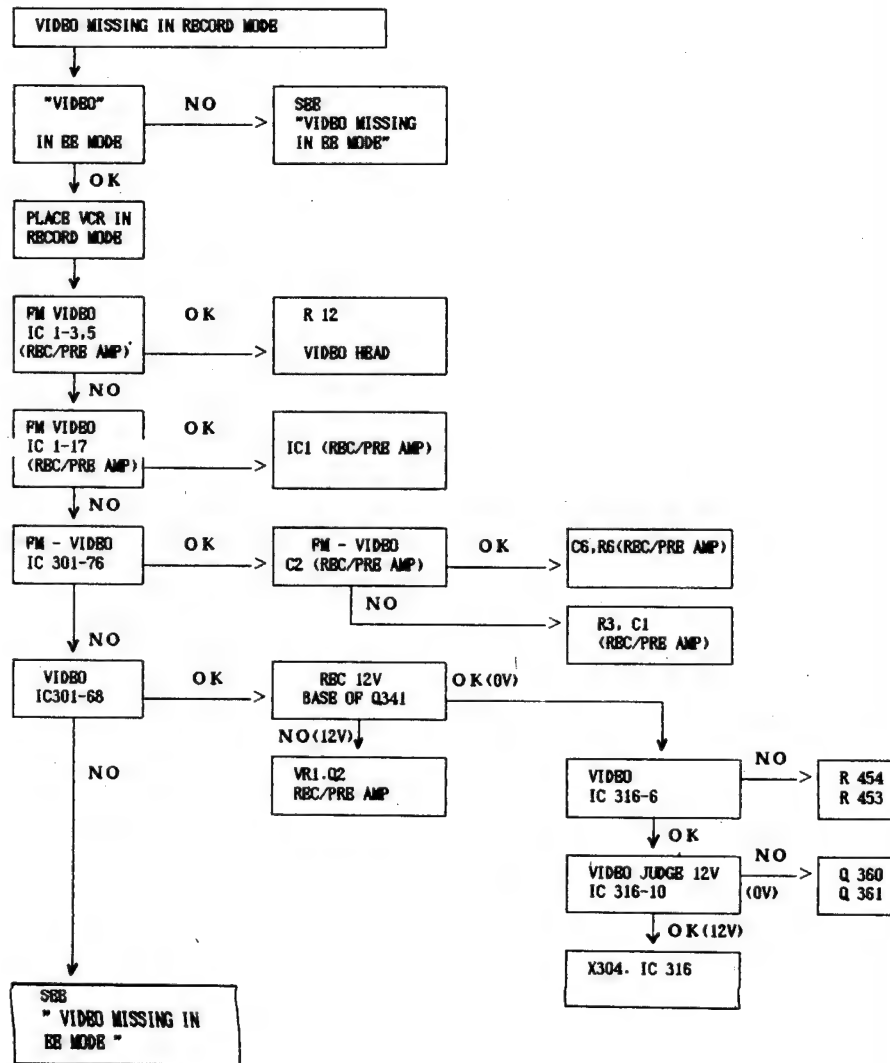 VIDEO MISSING IN RECORD MODE
"VIDEO"
IN EE MODE
NO
SEE
"VIDEO MISSING
IN EE MODE"
OK
PLACE VCR IN
RECORD MODE
FM VIDEO
IC 1-3,5
(REC/PRE AMP)
OK
R 12
VIDEO HEAD
NO
FM VIDEO
IC 1-17
(REC/PRE AMP)
OK
IC1 (REC/PRE AMP)
NO
FM - VIDEO
IC 301-76
OK
FM - VIDEO
C2 (REC/PRE AMP)
OK
C6,R6(REC/PRE AMP)
NO
R3, C1
(REC/PRE AMP)
NO
VIDEO
IC301-68
OK
REC 12V
BASE OF Q341
OK(0V)
NO(12V)
VR1.Q2
REC/PRE AMP
NO
VIDEO
IC 316-6
NO
R 454
R 453
OK
VIDEO JUDGE 12V
IC 316-10
NO
(0V)
Q 360
Q 361
OK(12V)
X304. IC 316
SEE
" VIDEO MISSING IN
EE MODE "